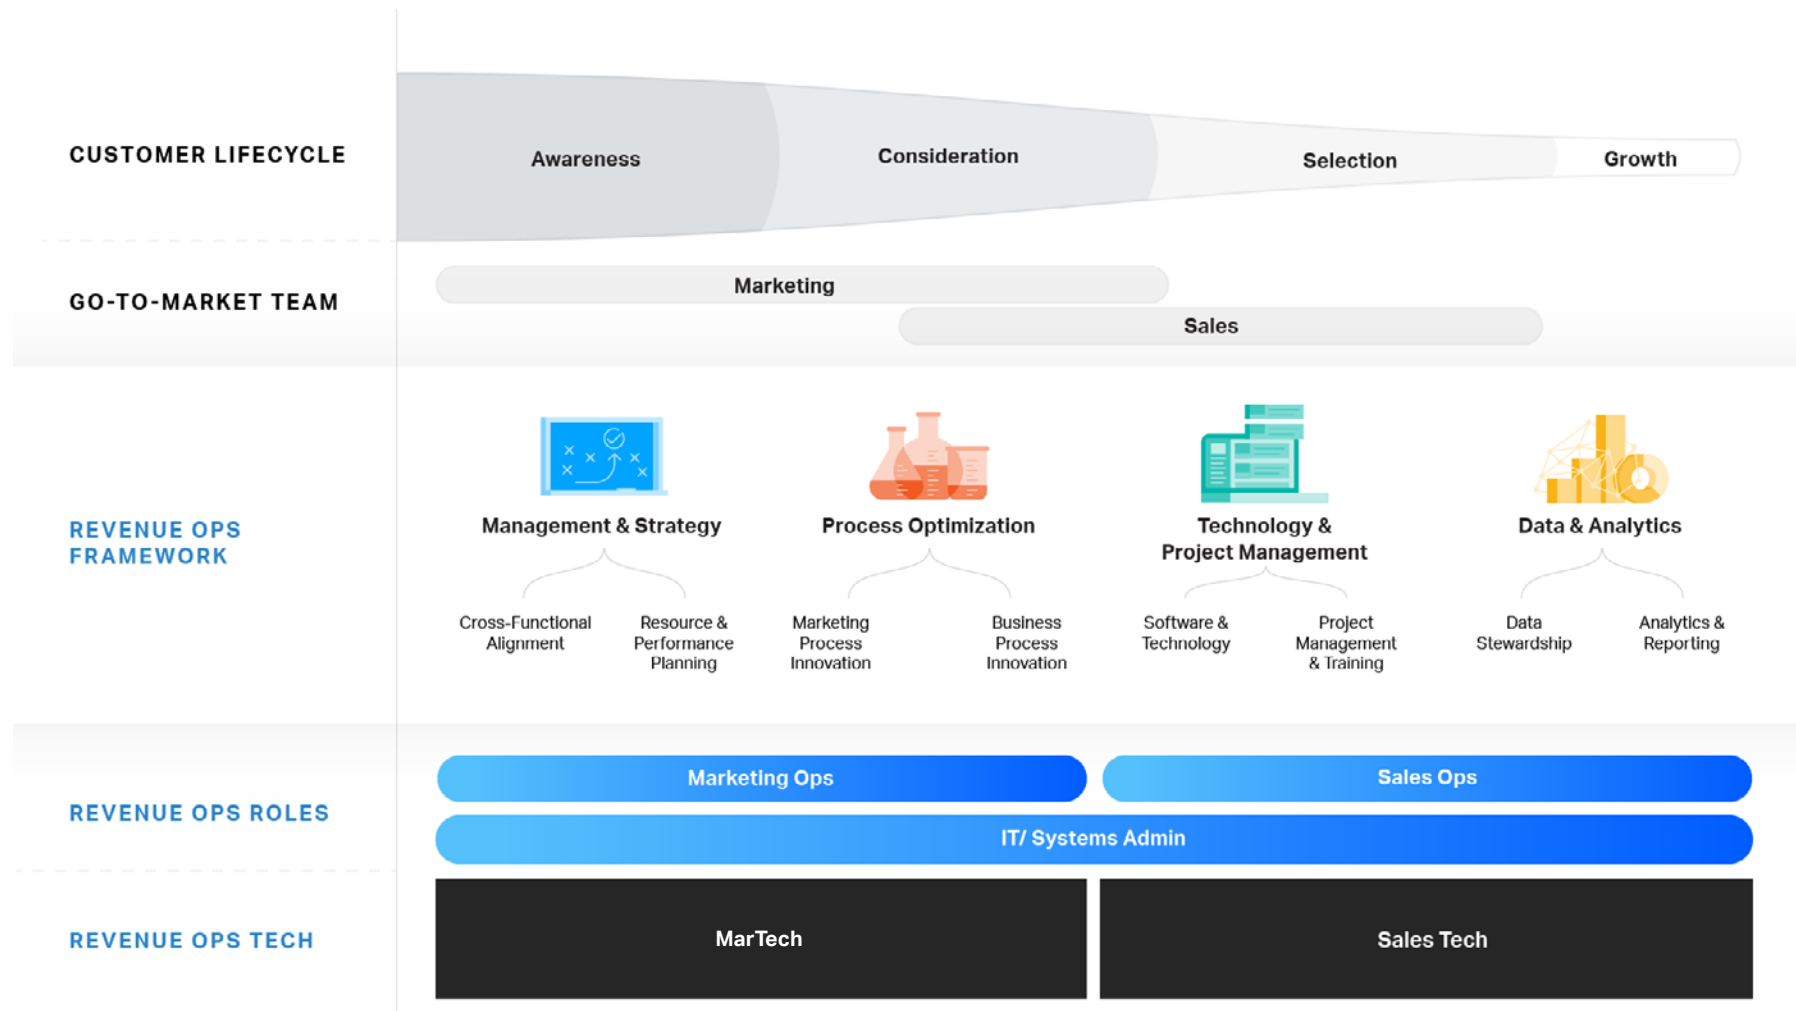 CUSTOMER LIFECYCLE
Awareness
Consideration
Selection
Growth
GO-TO-MARKET TEAM
Marketing
Sales
REVENUE OPS
FRAMEWORK
Management & Strategy
Cross-Functional
Alignment
Resource &
Performance
Planning
Process Optimization
Marketing
Process
Innovation
Business
Process
Innovation
Technology &
Project Management
Software &
Technology
Project
Management
& Training
Data & Analytics
Data
Stewardship
Analytics &
Reporting
REVENUE OPS ROLES
Marketing Ops
Sales Ops
IT/ Systems Admin
REVENUE OPS TECH
MarTech
Sales Tech